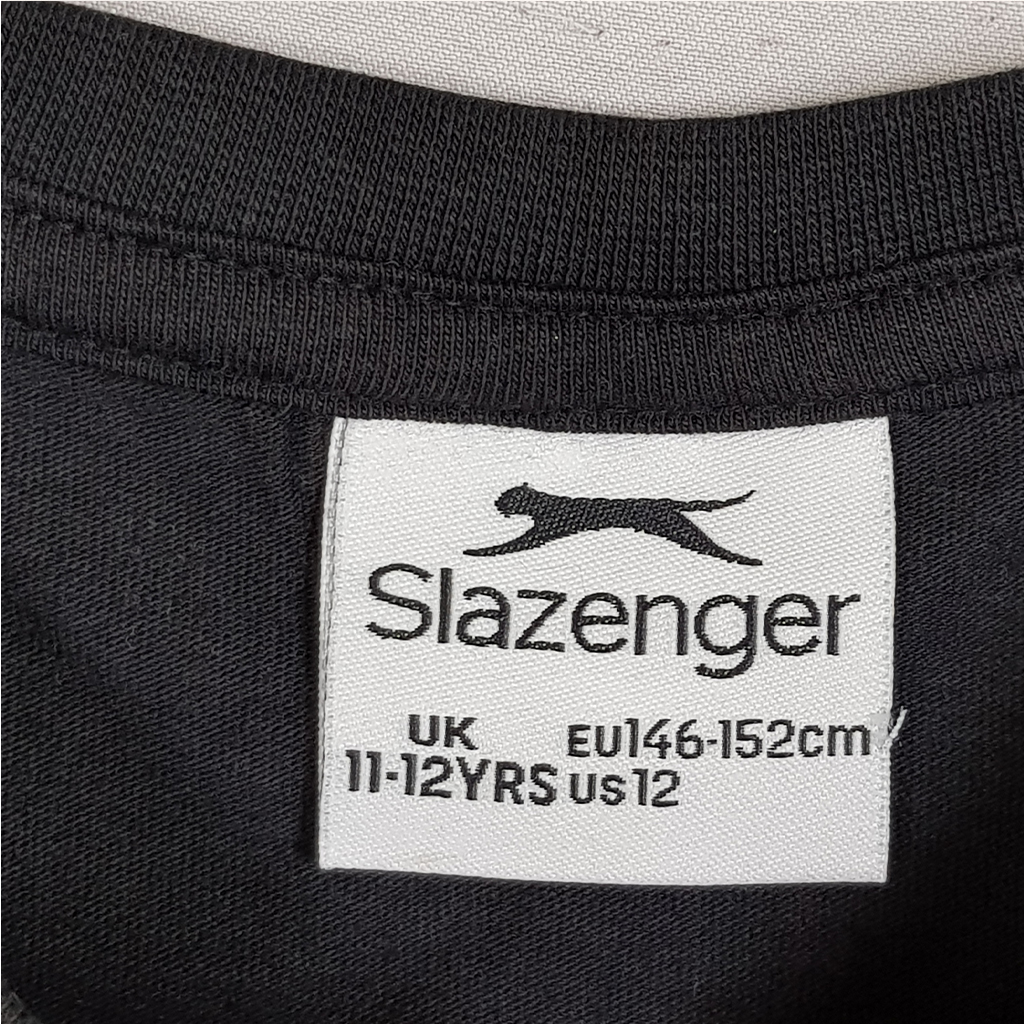 Slazenger
UK
11-12YRS
EU146-152cm
US12